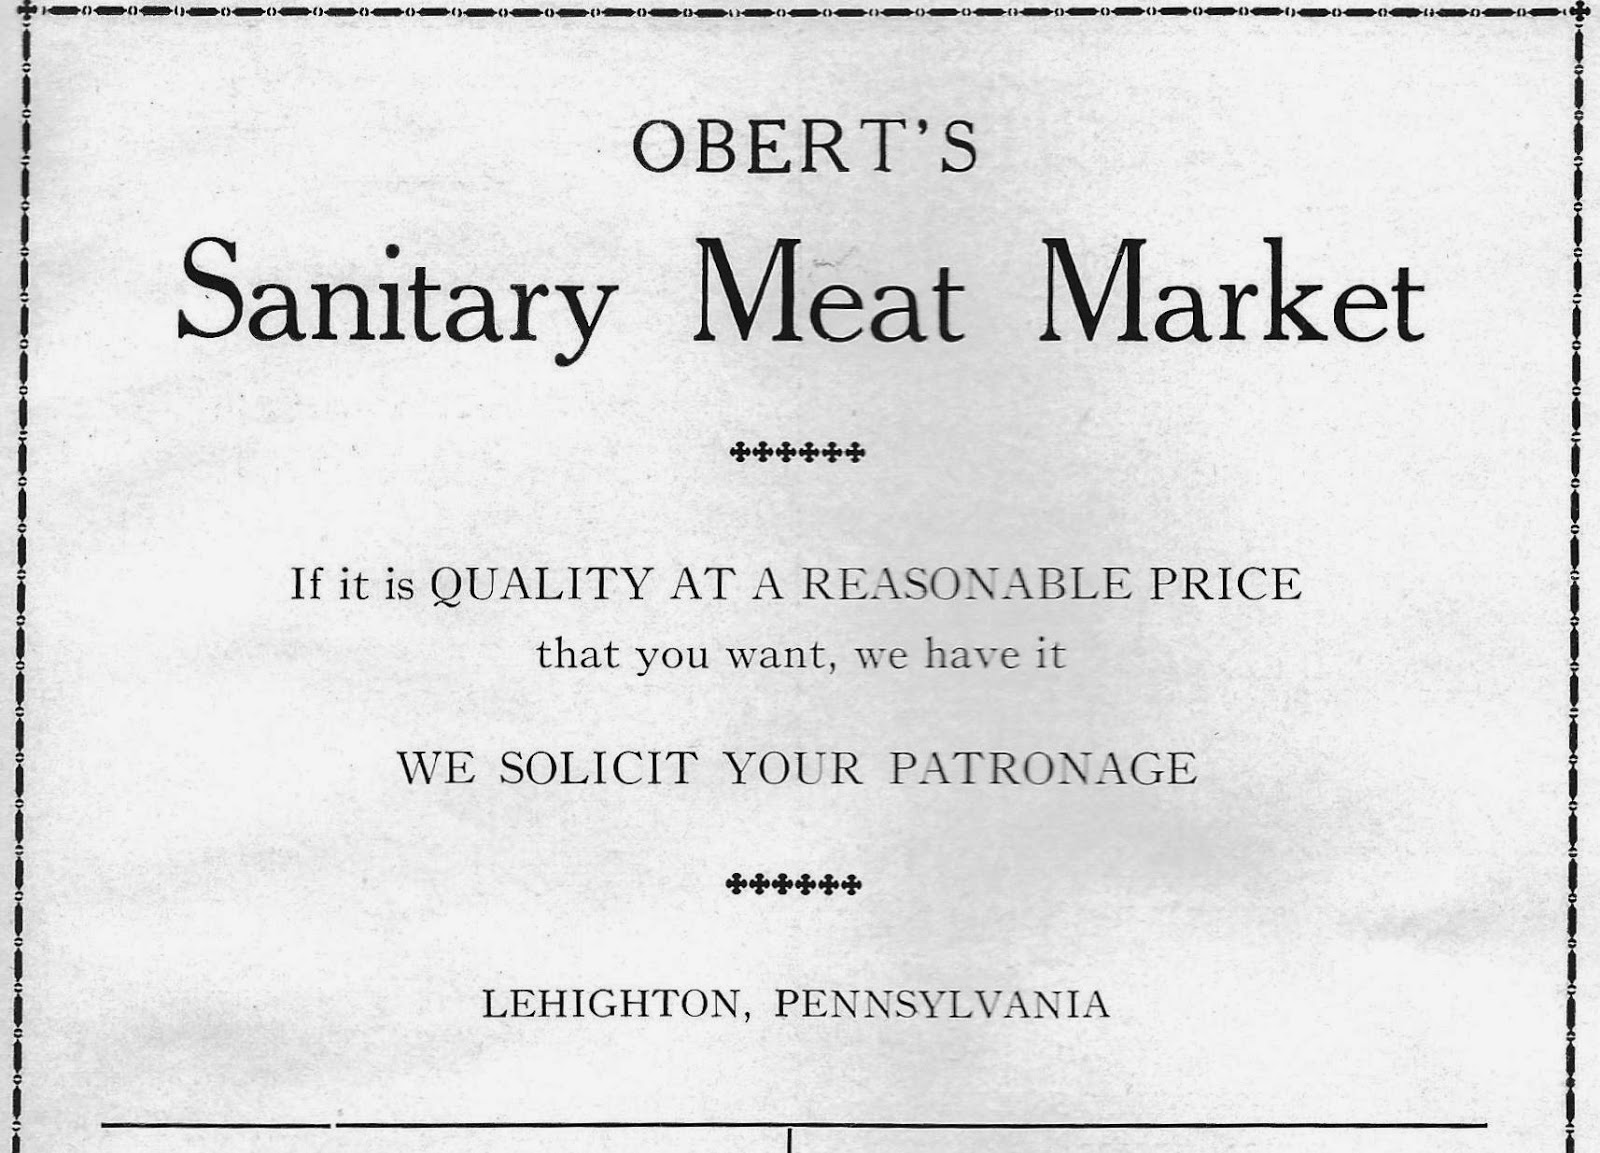 OBERT'S
Sanitary Meat Market
If it is QUALITY AT A REASONABLE PRICE
that you want, we have it
WE SOLICIT YOUR PATRONAGE
LEHIGHTON, PENNSYLVANIA